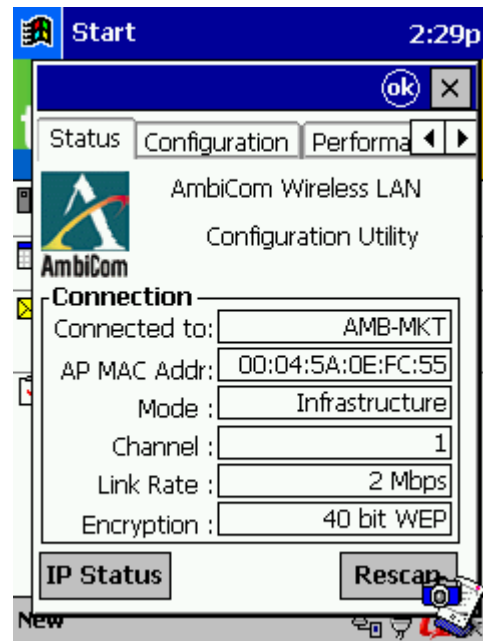 Start 2:29p
ok
Status Configuration Performa
AmbiCom Wireless LAN
Configuration Utility
AmbiCom
Connection
Connected to: AMB-MKT
AP MAC Addr: 00:04:5A:0E:FC:55
Mode : Infrastructure
Channel : 1
Link Rate : 2 Mbps
Encryption : 40 bit WEP
IP Status Rescan
New